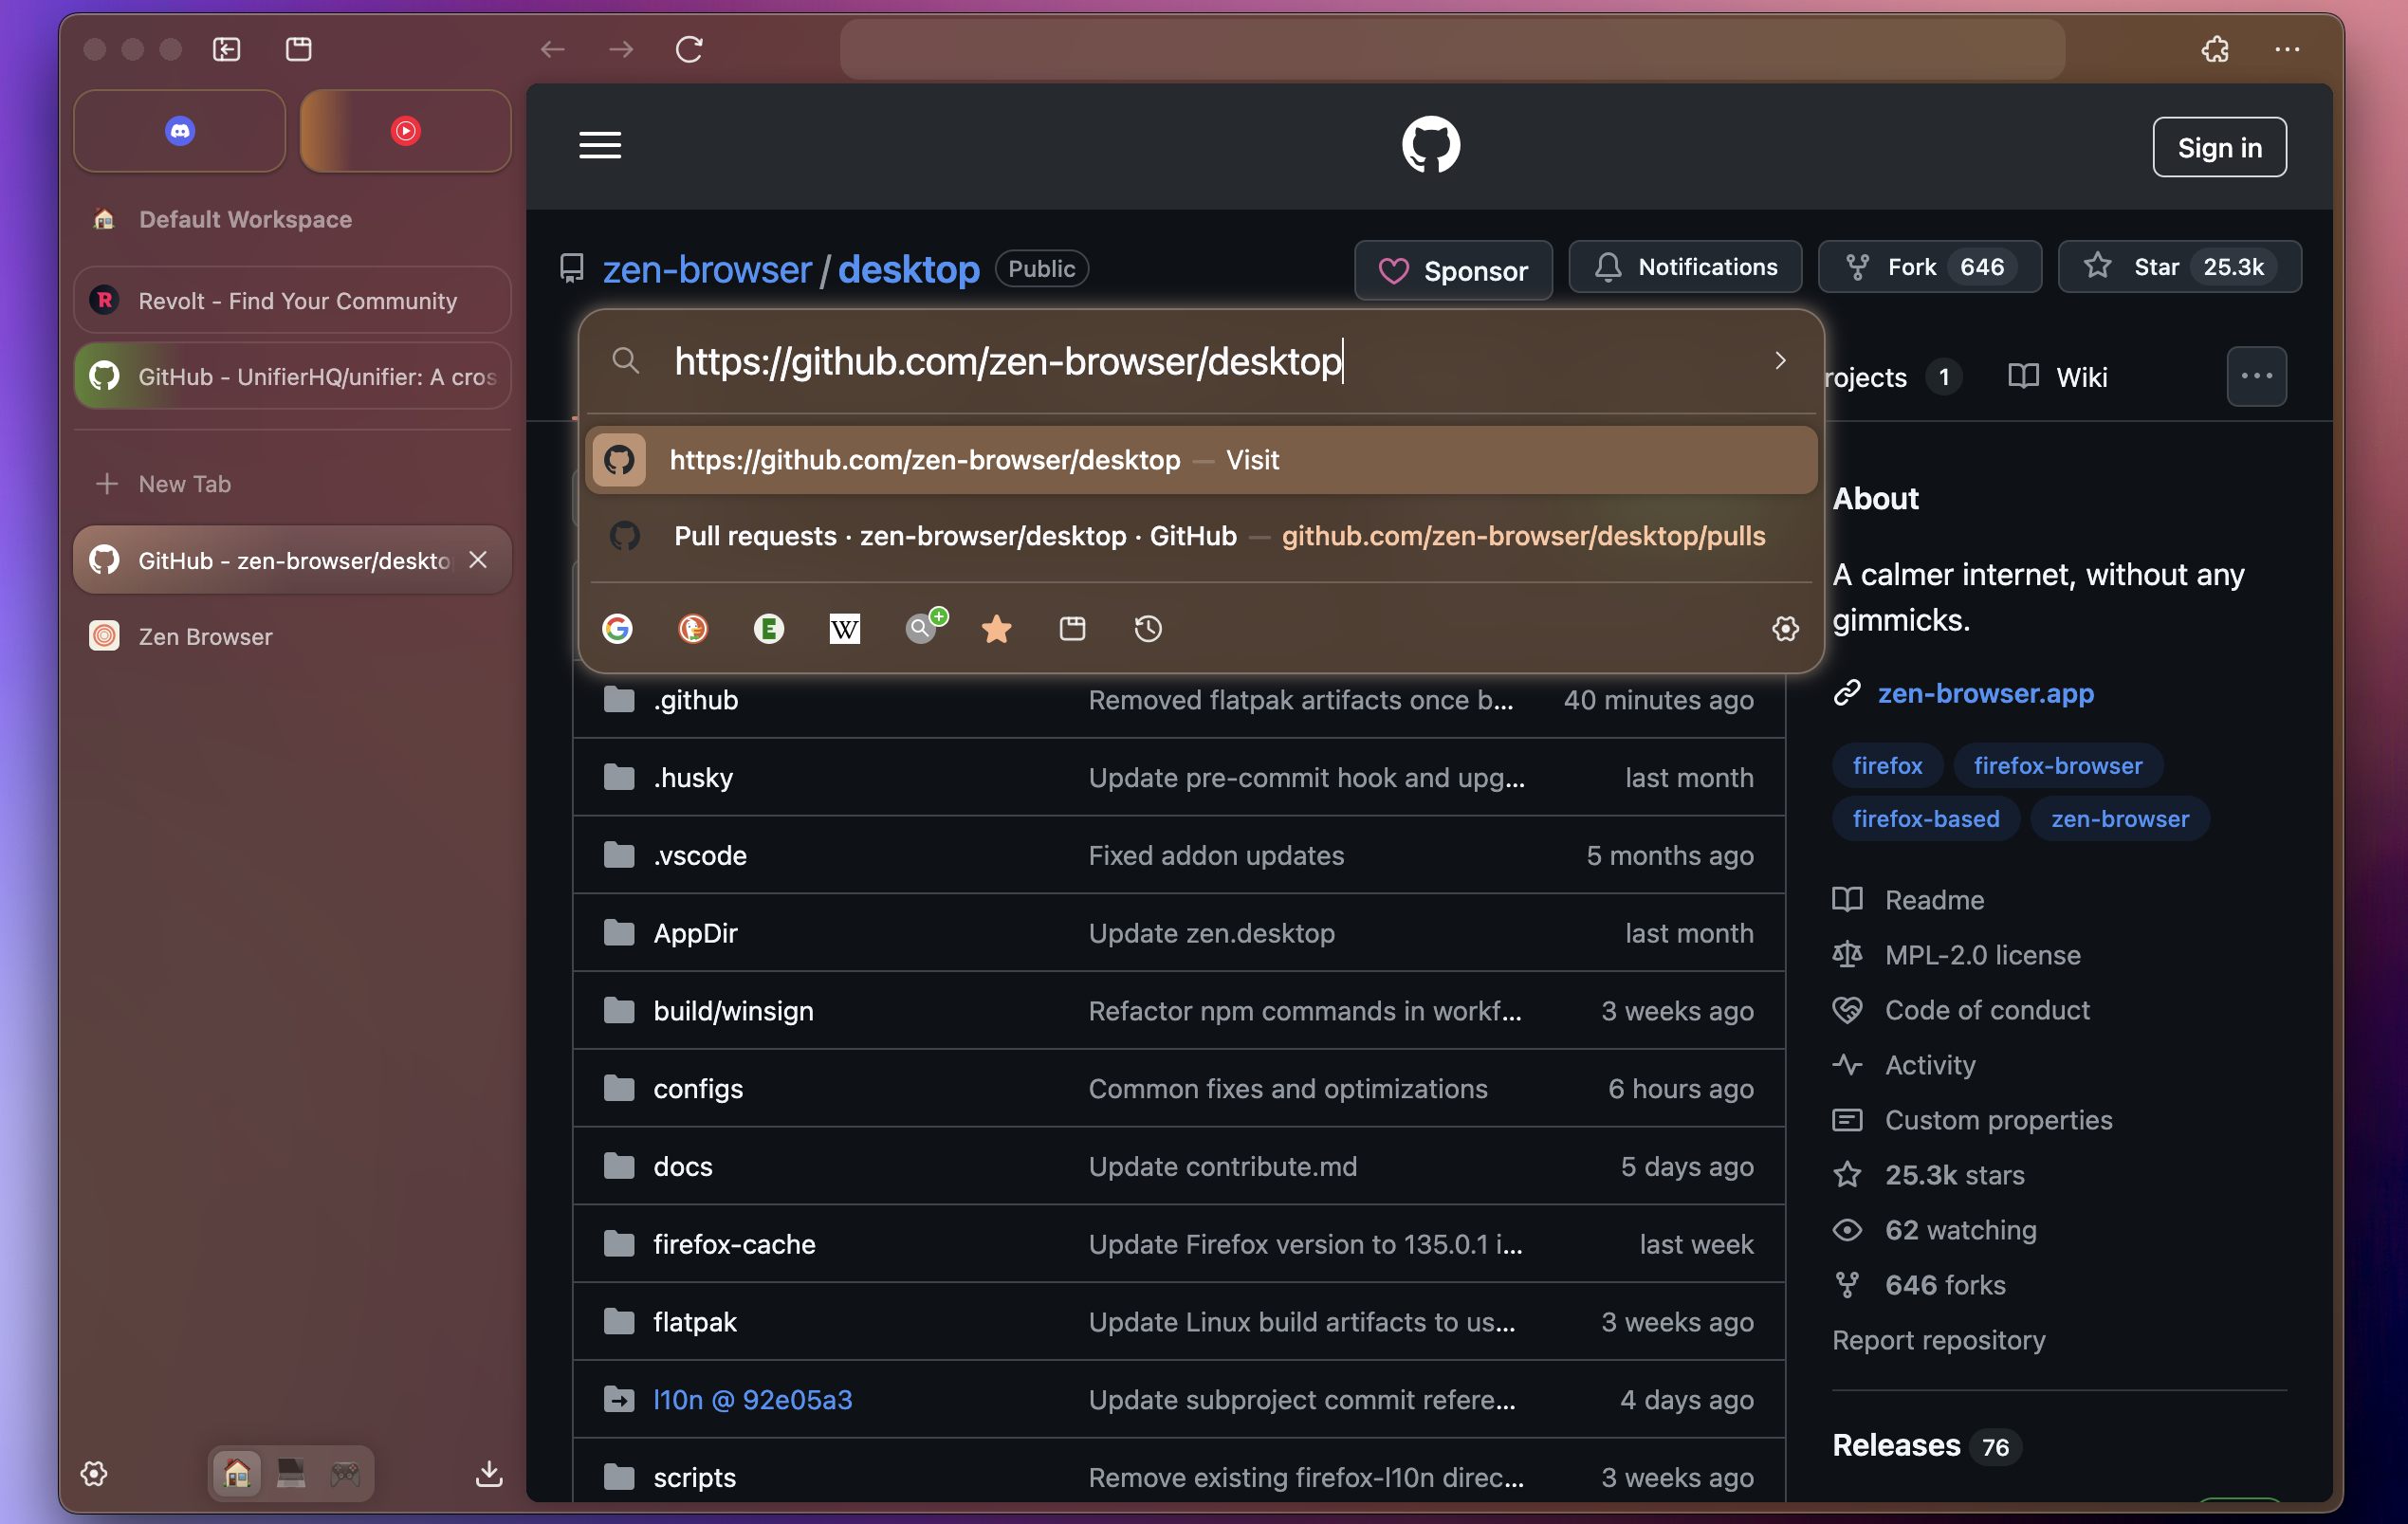 Default Workspace
Revolt - Find Your Community
GitHub - UnifierHQ/unifier: A cros
New Tab
GitHub - zen-browser/deskto
Zen Browser
Sign in
zen-browser / desktop Public
Sponsor Notifications Fork 646 Star 25.3k
https://github.com/zen-browser/desktop
rojects 1 Wiki
https://github.com/zen-browser/desktop — Visit
Pull requests · zen-browser/desktop · GitHub — github.com/zen-browser/desktop/pulls
E W
.github Removed flatpak artifacts once b... 40 minutes ago
.husky Update pre-commit hook and upg... last month
.vscode Fixed addon updates 5 months ago
AppDir Update zen.desktop last month
build/winsign Refactor npm commands in workf... 3 weeks ago
configs Common fixes and optimizations 6 hours ago
docs Update contribute.md 5 days ago
firefox-cache Update Firefox version to 135.0.1 i... last week
flatpak Update Linux build artifacts to us... 3 weeks ago
l10n @ 92e05a3 Update subproject commit refere... 4 days ago
scripts Remove existing firefox-l10n direc... 3 weeks ago
About
A calmer internet, without any
gimmicks.
zen-browser.app
firefox firefox-browser
firefox-based zen-browser
Readme
MPL-2.0 license
Code of conduct
Activity
Custom properties
25.3k stars
62 watching
646 forks
Report repository
Releases 76